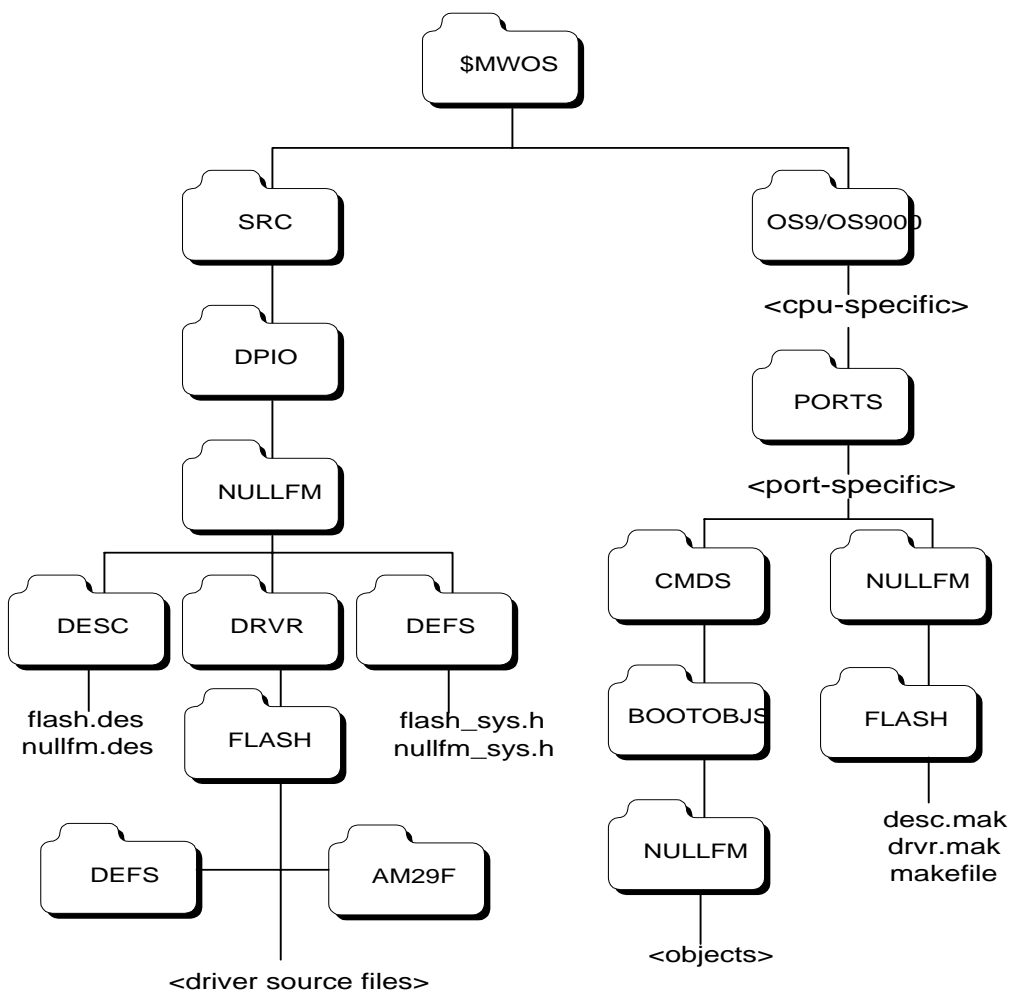 $MWOS
SRC
OS9/OS9000
<cpu-specific>
DPIO
PORTS
NULLFM
<port-specific>
CMDS
NULLFM
DESC
DRVR
DEFS
flash.des
nullfm.des
FLASH
flash_sys.h
nullfm_sys.h
BOOTOBJS
FLASH
desc.mak
drvr.mak
makefile
DEFS
AM29F
NULLFM
<objects>
<driver source files>